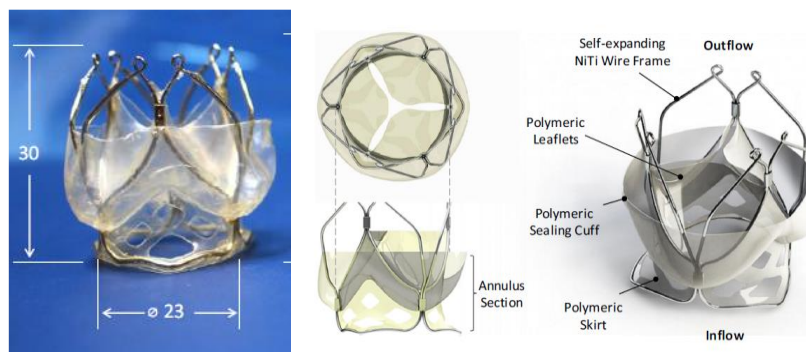 30
⌀ 23
Annulus
Section
Self-expanding
NiTi Wire Frame
Outflow
Polymeric
Leaflets
Polymeric
Sealing Cuff
Polymeric
Skirt
Inflow